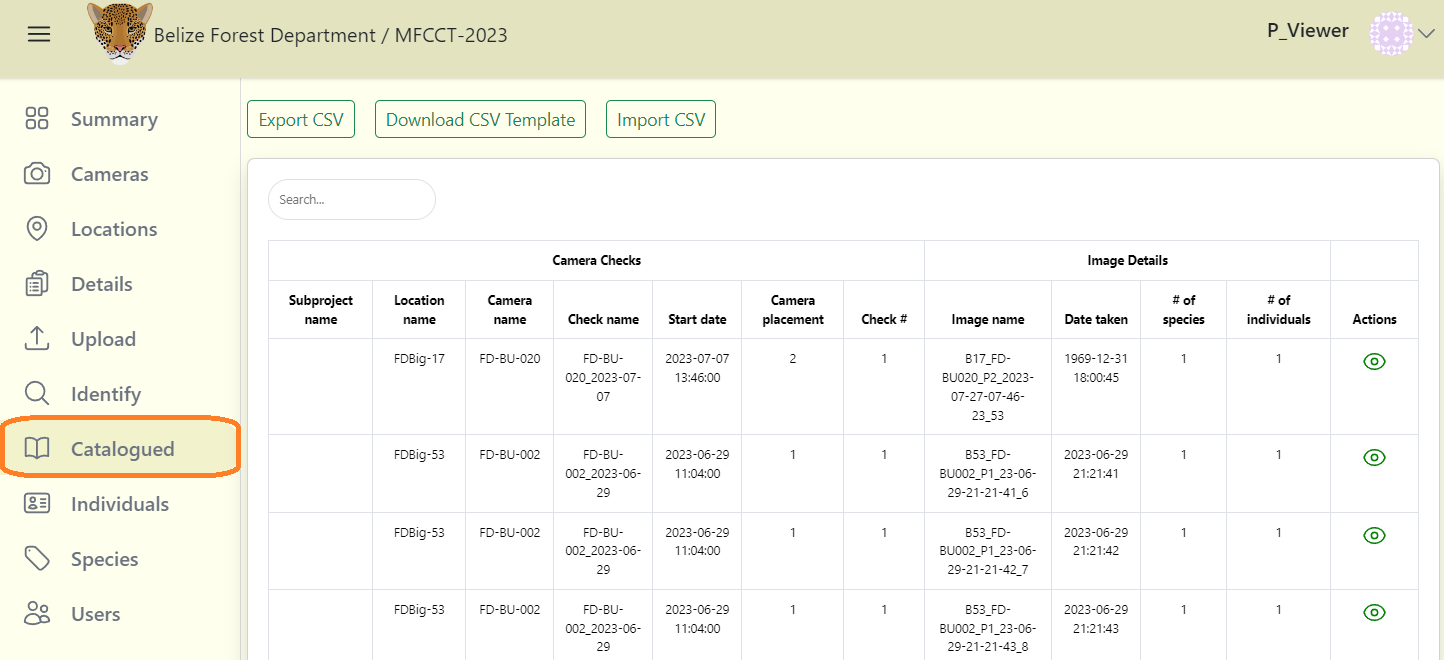 Belize Forest Department / MFCCT-2023
P_Viewer
Summary
Cameras
Locations
Details
Upload
Identify
Catalogued
Individuals
Species
Users
Export CSV
Download CSV Template
Import CSV
Search...
Camera Checks
Image Details
Subproject
name
Location
name
Camera
name
Check name
Start date
Camera
placement
Check #
Image name
Date taken
# of
species
# of
individuals
Actions
FDBig-17
FD-BU-020
FD-BU-
020_2023-07-
07
2023-07-07
13:46:00
2
1
B17_FD-
BU020_P2_2023-
07-27-07-46-
23_53
1969-12-31
18:00:45
1
1
FDBig-53
FD-BU-002
FD-BU-
002_2023-06-
29
2023-06-29
11:04:00
1
1
B53_FD-
BU002_P1_23-06-
29-21-21-41_6
2023-06-29
21:21:41
1
1
FDBig-53
FD-BU-002
FD-BU-
002_2023-06-
29
2023-06-29
11:04:00
1
1
B53_FD-
BU002_P1_23-06-
29-21-21-42_7
2023-06-29
21:21:42
1
1
FDBig-53
FD-BU-002
FD-BU-
002_2023-06-
29
2023-06-29
11:04:00
1
1
B53_FD-
BU002_P1_23-06-
29-21-21-43_8
2023-06-29
21:21:43
1
1